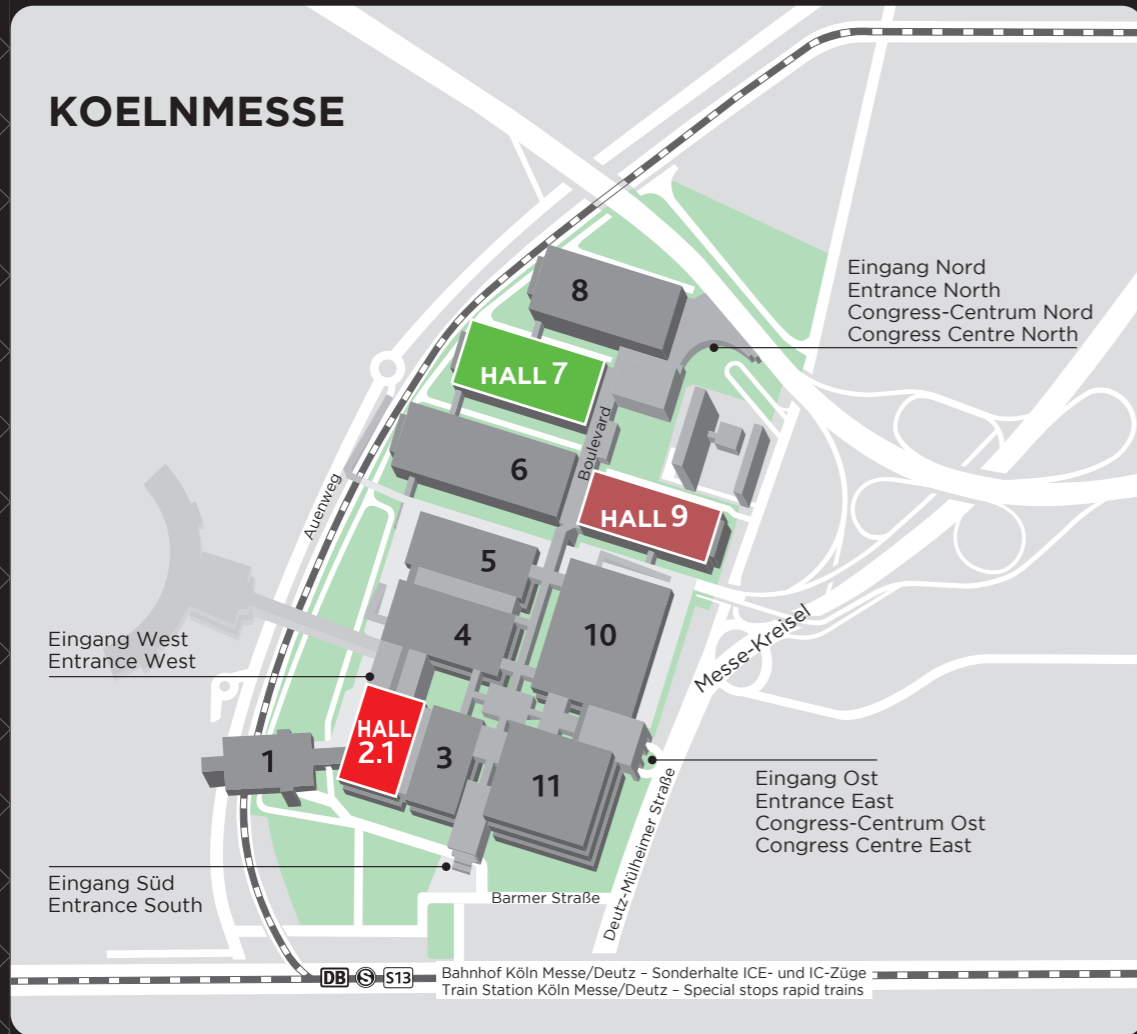 KOELNMESSE
Eingang Nord
Entrance North
Congress-Centrum Nord
Congress Centre North
8
HALL 7
Boulevard
6
HALL 9
Auenweg
5
10
4
Messe-Kreisel
Eingang West
Entrance West
HALL
2.1
3
1
11
Eingang Ost
Entrance East
Congress-Centrum Ost
Congress Centre East
Deutz-Mülheimer Straße
Eingang Süd
Entrance South
Barmer Straße
DB S S13
Bahnhof Köln Messe/Deutz – Sonderhalte ICE- und IC-Züge
Train Station Köln Messe/Deutz – Special stops rapid trains